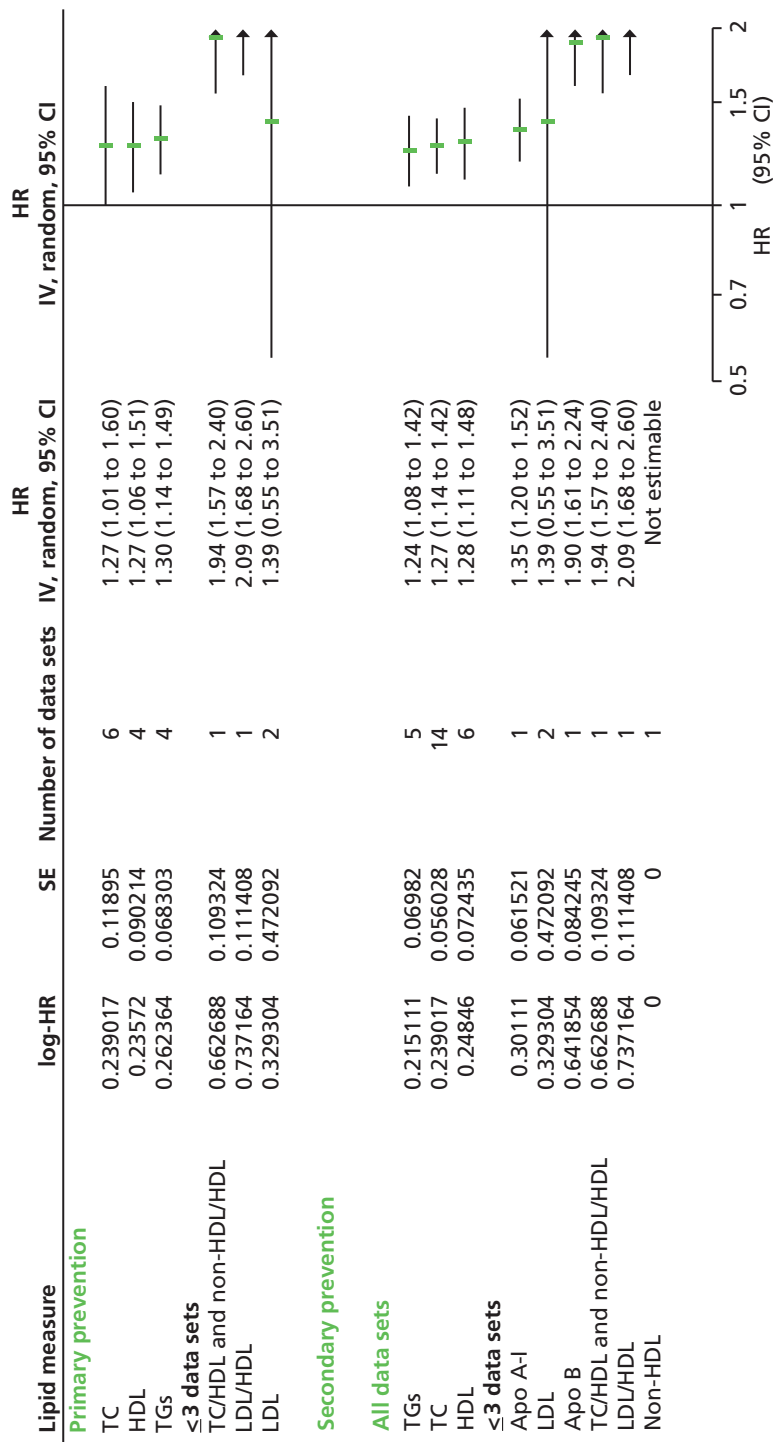 HR HR
Lipid measure log-HR SE Number of data sets IV, random, 95% CI IV, random, 95% CI
Primary prevention
TC 0.239017 0.11895 6 1.27 (1.01 to 1.60)
HDL 0.23572 0.090214 4 1.27 (1.06 to 1.51)
TGs 0.262364 0.068303 4 1.30 (1.14 to 1.49)
≤3 data sets
TC/HDL and non-HDL/HDL 0.662688 0.109324 1 1.94 (1.57 to 2.40)
LDL/HDL 0.737164 0.111408 1 2.09 (1.68 to 2.60)
LDL 0.329304 0.472092 2 1.39 (0.55 to 3.51)
Secondary prevention
All data sets
TGs 0.215111 0.06982 5 1.24 (1.08 to 1.42)
TC 0.239017 0.056028 14 1.27 (1.14 to 1.42)
HDL 0.24846 0.072435 6 1.28 (1.11 to 1.48)
≤3 data sets
Apo A-I 0.30111 0.061521 1 1.35 (1.20 to 1.52)
LDL 0.329304 0.472092 2 1.39 (0.55 to 3.51)
Apo B 0.641854 0.084245 1 1.90 (1.61 to 2.24)
TC/HDL and non-HDL/HDL 0.662688 0.109324 1 1.94 (1.57 to 2.40)
LDL/HDL 0.737164 0.111408 1 2.09 (1.68 to 2.60)
Non-HDL 0 0 1 Not estimable
0.5 0.7 1 1.5 2
HR (95% CI)